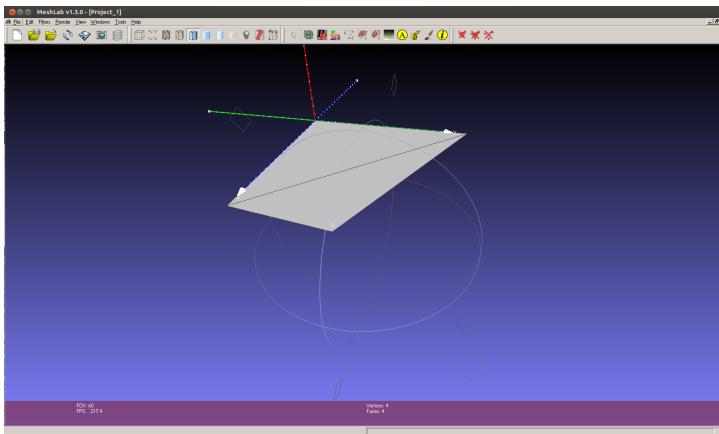 MeshLab v1.3.0 - [Project_1]
File Edit Filters Render View Windows Tools Help
FOV: 60
FPS: 217.4
Vertices: 4
Faces: 4